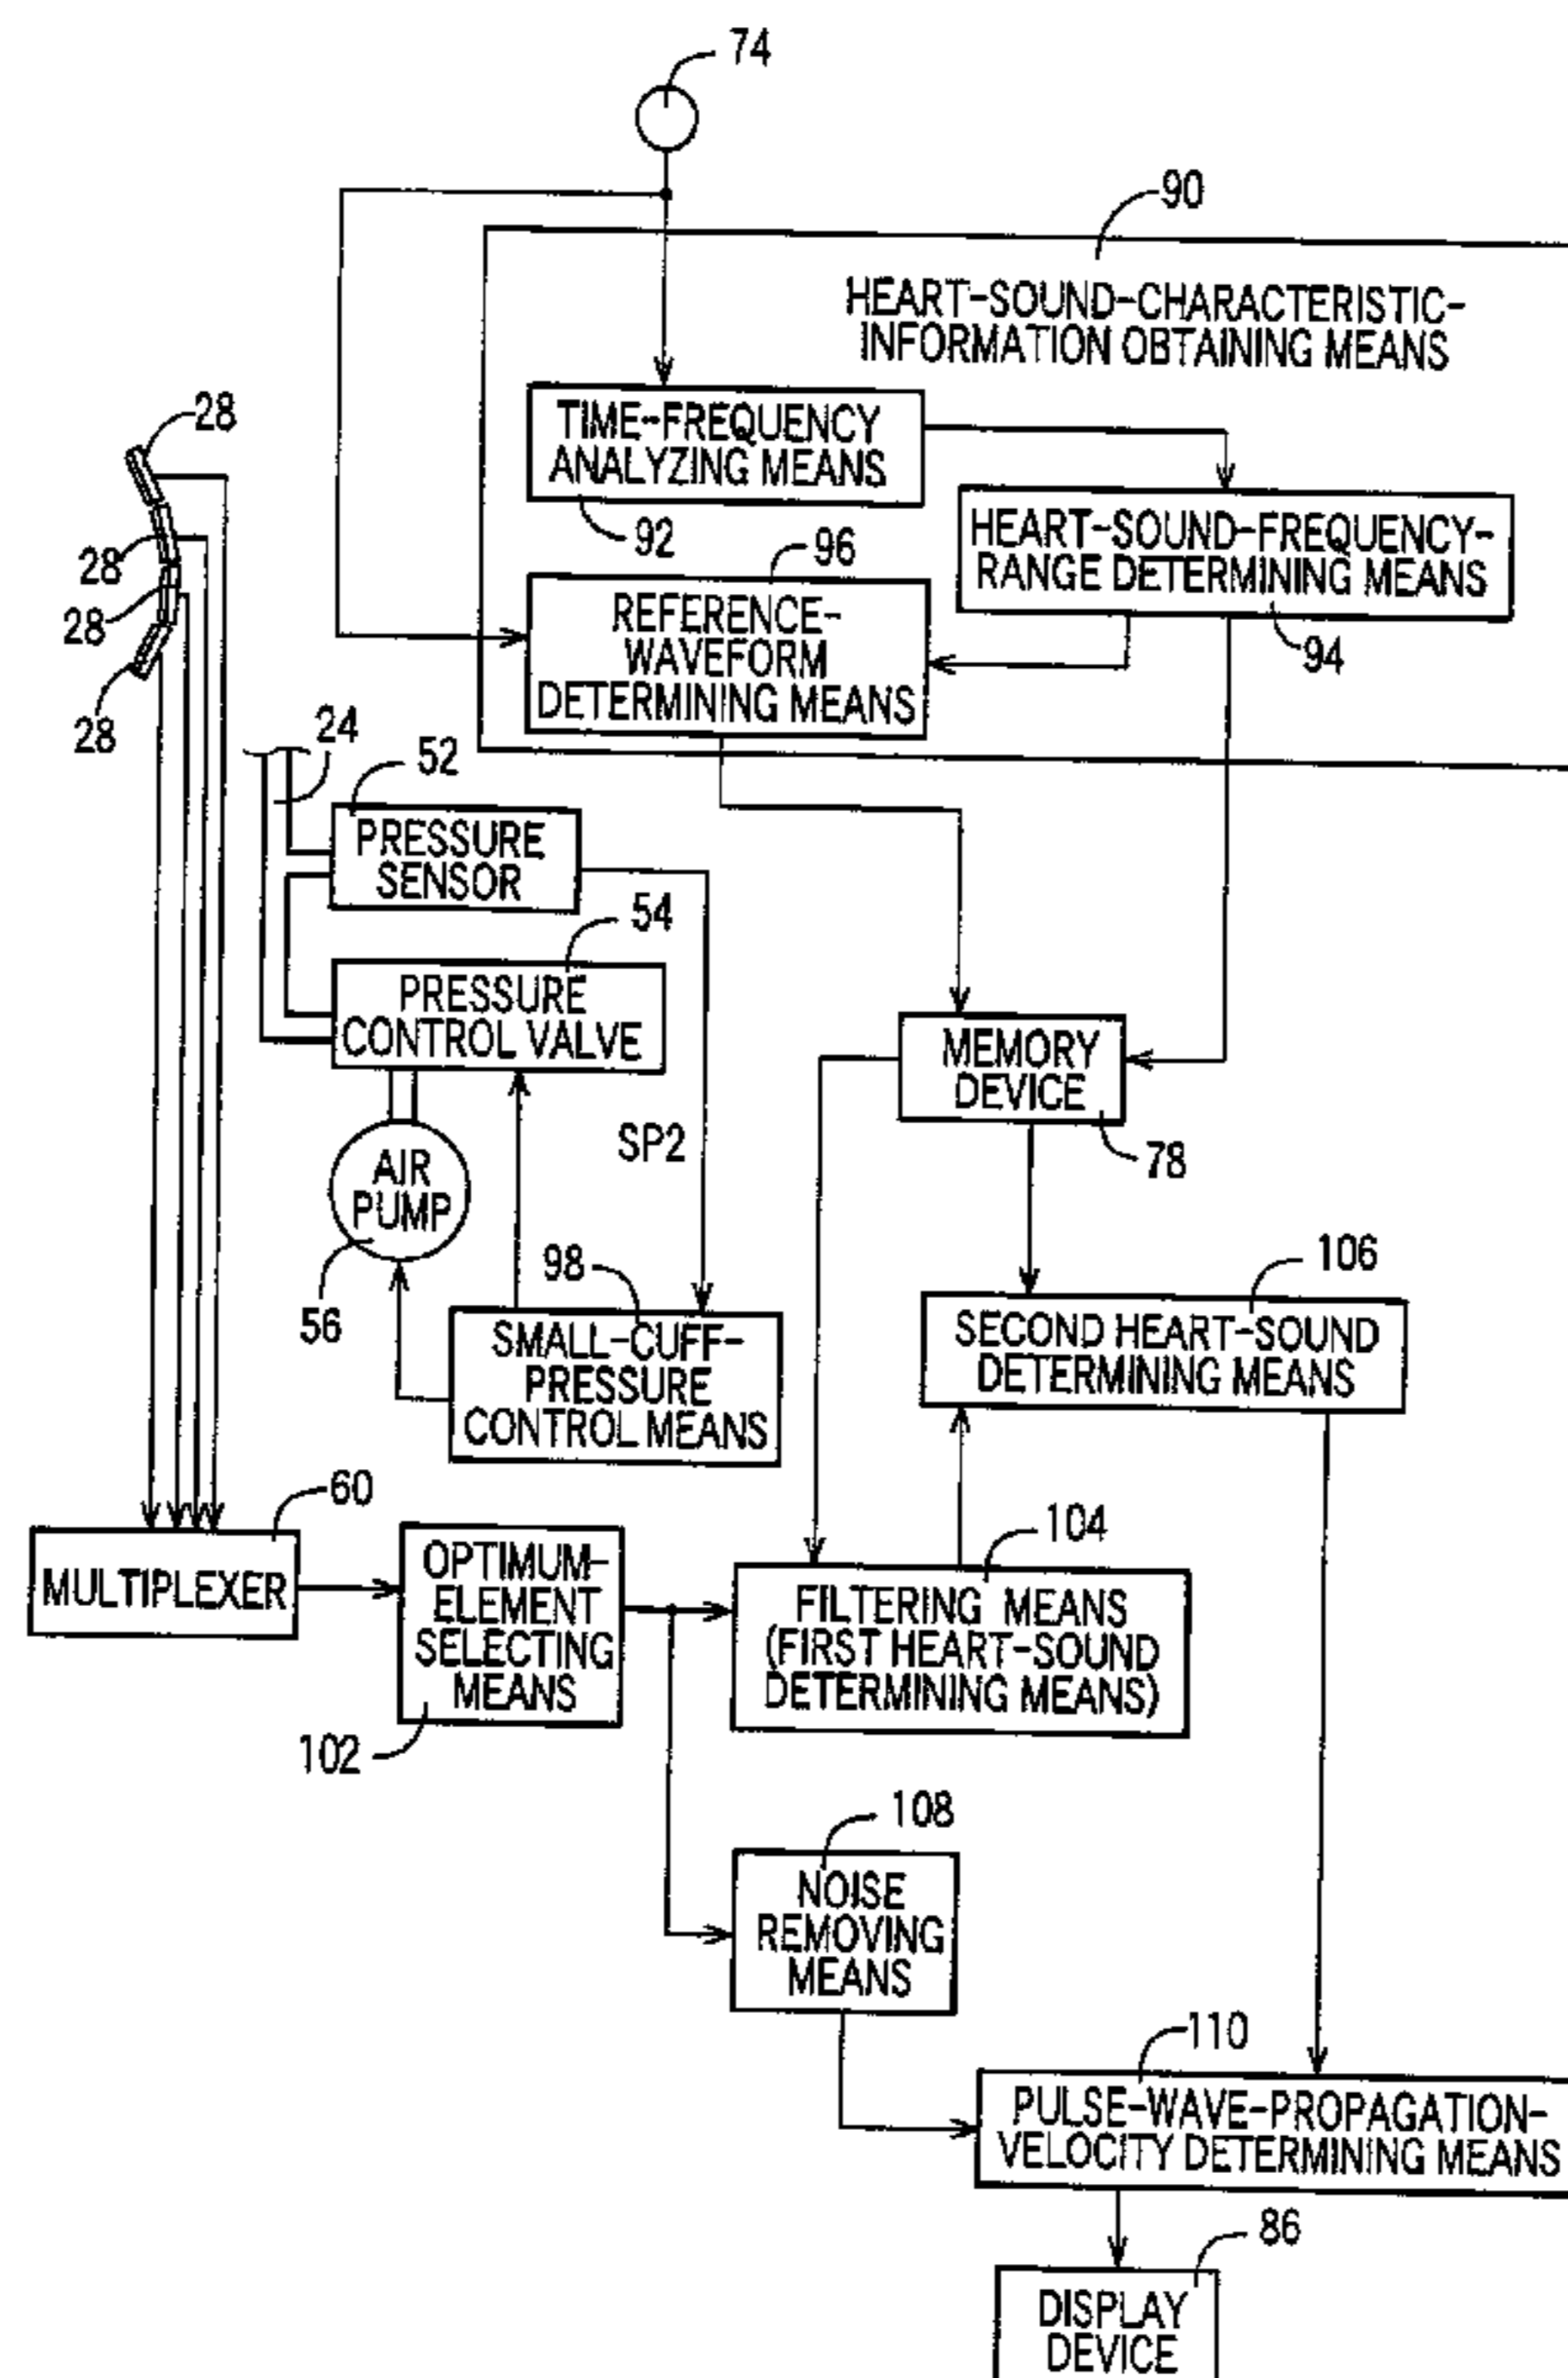 74
90
HEART-SOUND-CHARACTERISTIC-
INFORMATION OBTAINING MEANS
TIME-FREQUENCY
ANALYZING MEANS
92
HEART-SOUND-FREQUENCY-
RANGE DETERMINING MEANS
94
96
REFERENCE-
WAVEFORM
DETERMINING MEANS
28
28
28
28
24
52
PRESSURE
SENSOR
54
PRESSURE
CONTROL VALVE
SP2
AIR
PUMP
56
98
SMALL-CUFF-
PRESSURE
CONTROL MEANS
MEMORY
DEVICE
78
106
SECOND HEART-SOUND
DETERMINING MEANS
60
MULTIPLEXER
OPTIMUM-
ELEMENT
SELECTING
MEANS
102
104
FILTERING MEANS
(FIRST HEART-SOUND
DETERMINING MEANS)
108
NOISE
REMOVING
MEANS
110
PULSE-WAVE-PROPAGATION-
VELOCITY DETERMINING MEANS
86
DISPLAY
DEVICE